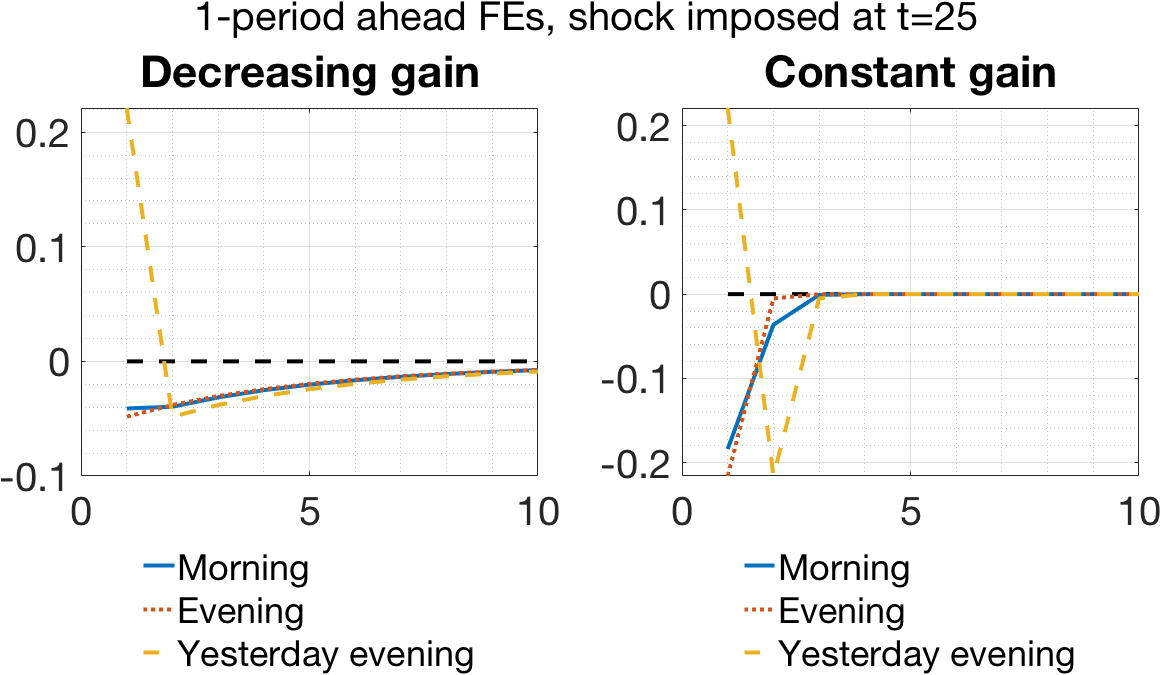 1-period ahead FEs, shock imposed at t=25
Decreasing gain
0.2
0.1
0
-0.1
0 5 10
Morning
Evening
Yesterday evening
Constant gain
0.2
0.1
0
-0.1
-0.2
0 5 10
Morning
Evening
Yesterday evening